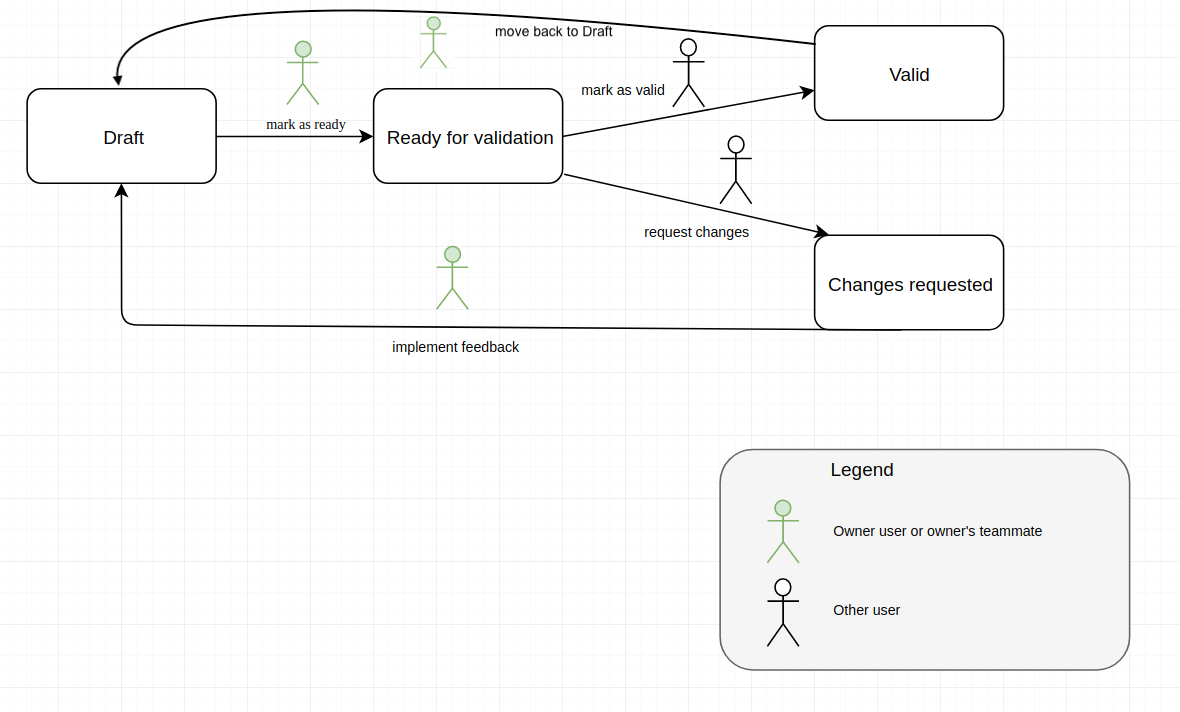 move back to Draft
Valid
mark as valid
mark as ready
Draft
Ready for validation
request changes
Changes requested
implement feedback
Legend
Owner user or owner's teammate
Other user